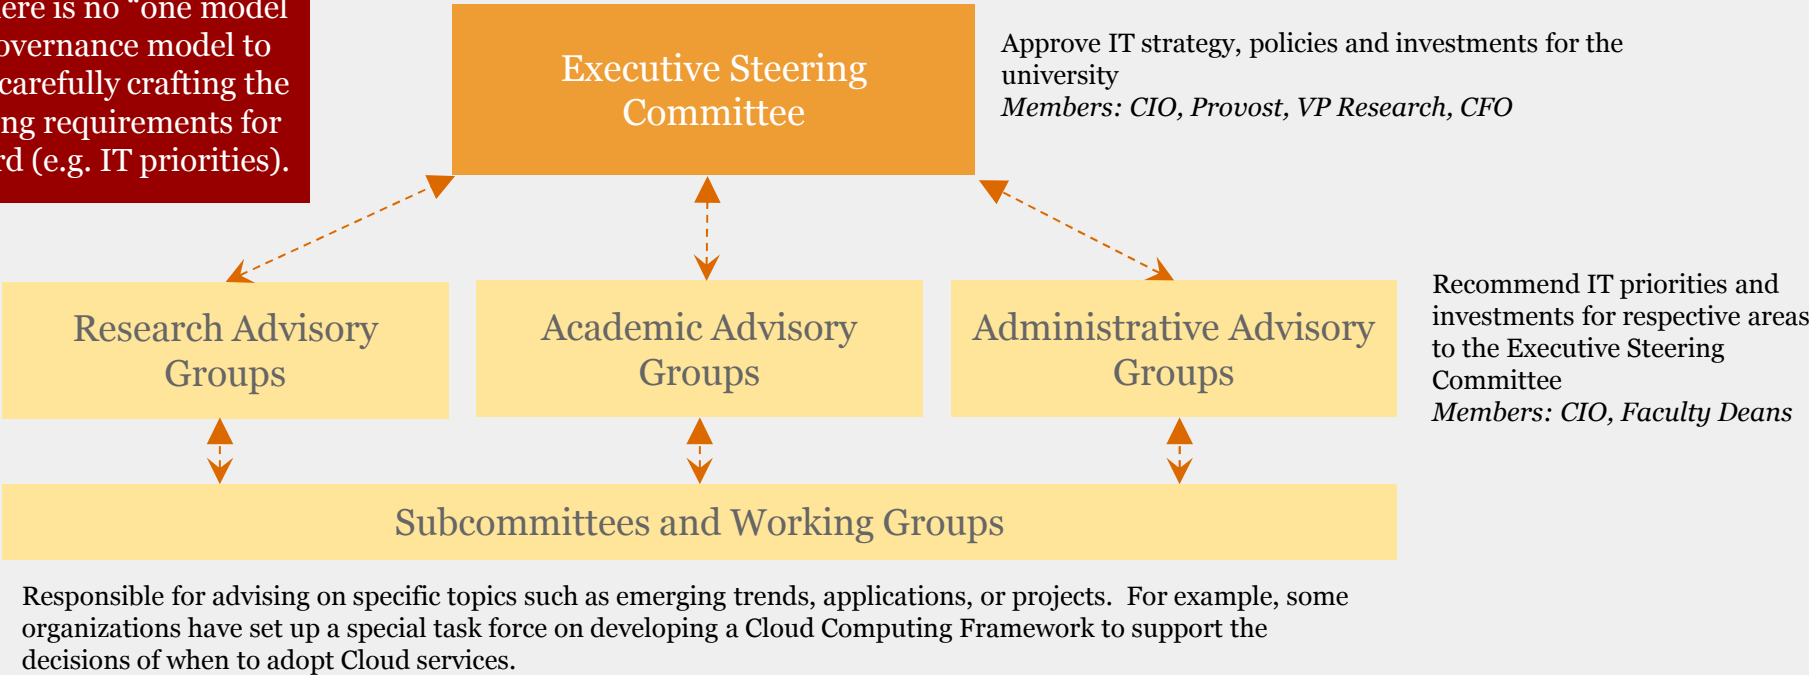 here is no “one model
overnance model to
carefully crafting the
ng requirements for
rd (e.g. IT priorities).
Executive Steering
Committee
Approve IT strategy, policies and investments for the
university
Members: CIO, Provost, VP Research, CFO
Research Advisory
Groups
Academic Advisory
Groups
Administrative Advisory
Groups
Recommend IT priorities and
investments for respective areas
to the Executive Steering
Committee
Members: CIO, Faculty Deans
Subcommittees and Working Groups
Responsible for advising on specific topics such as emerging trends, applications, or projects.  For example, some
organizations have set up a special task force on developing a Cloud Computing Framework to support the
decisions of when to adopt Cloud services.